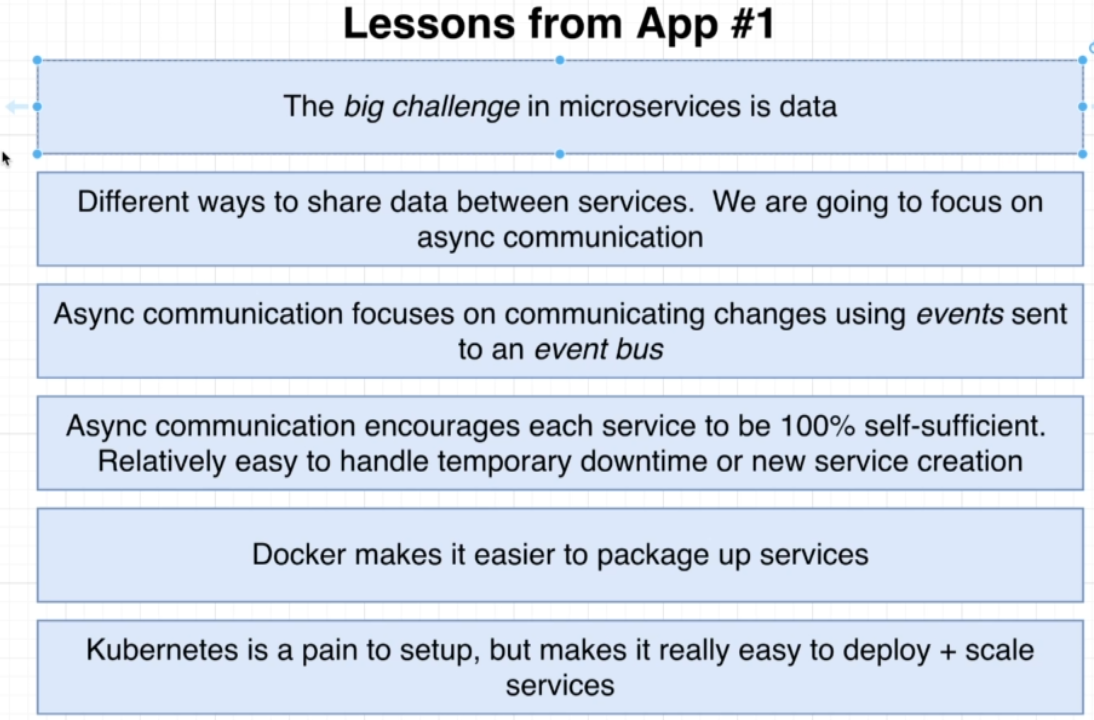 Lessons from App #1
The big challenge in microservices is data
Different ways to share data between services.  We are going to focus on
async communication
Async communication focuses on communicating changes using events sent
to an event bus
Async communication encourages each service to be 100% self-sufficient.
Relatively easy to handle temporary downtime or new service creation
Docker makes it easier to package up services
Kubernetes is a pain to setup, but makes it really easy to deploy + scale
services